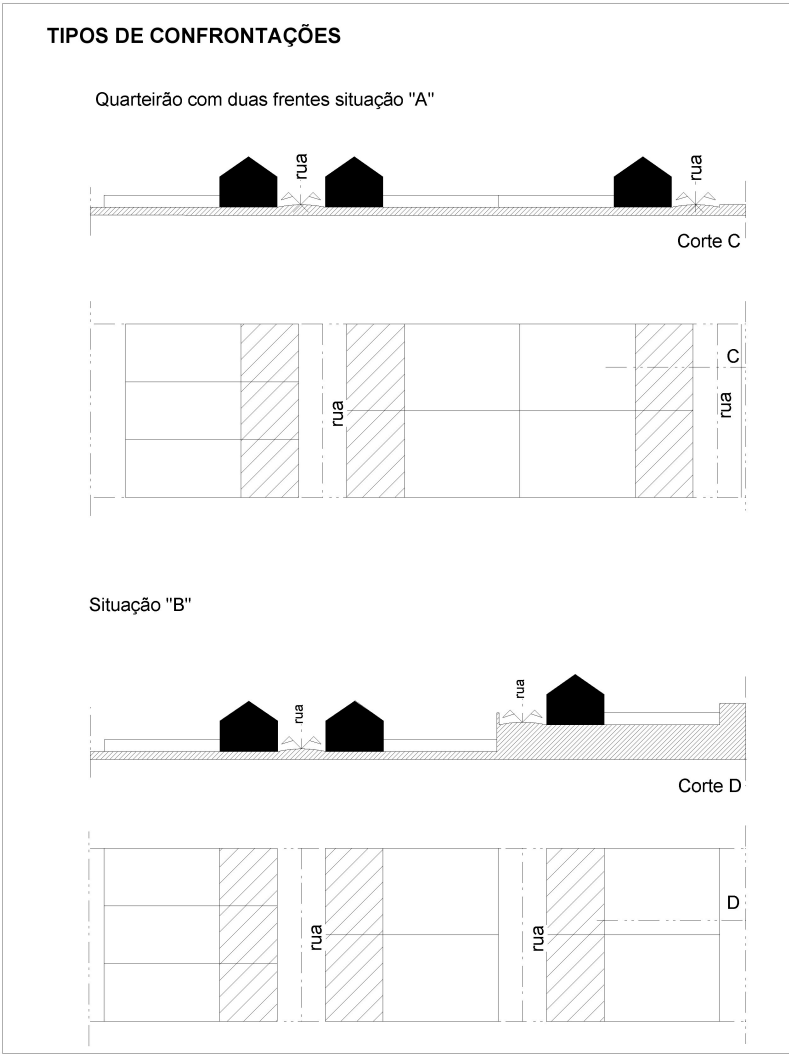 TIPOS DE CONFRONTAÇÕES
Quarteirão com duas frentes situação "A"
rua
rua
Corte C
C
rua
rua
Situação "B"
rua
rua
Corte D
D
rua
rua